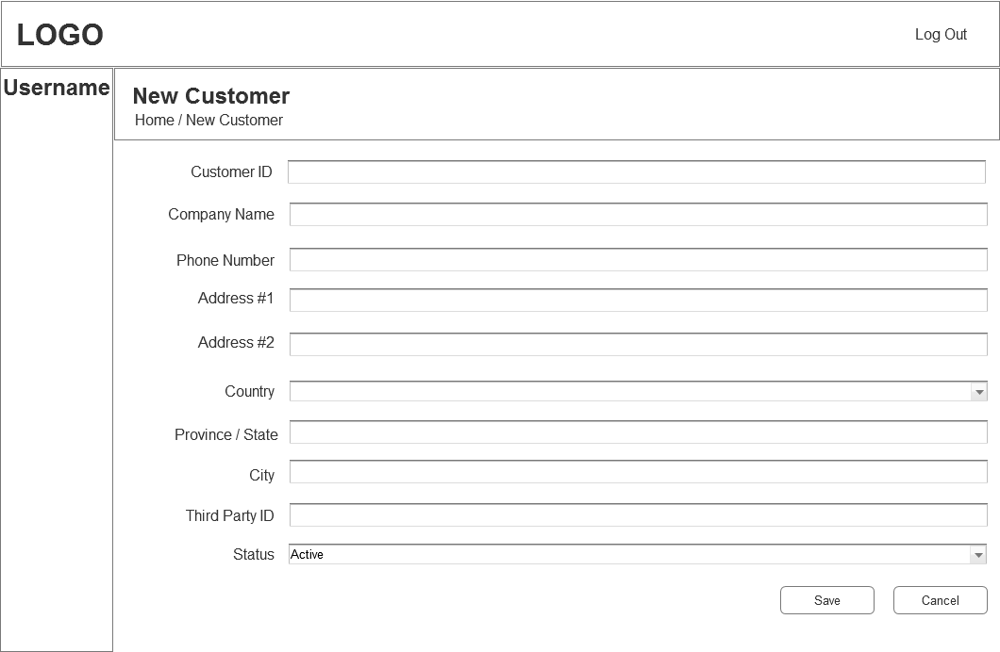 LOGO
Log Out
Username
New Customer
Home / New Customer
Customer ID
Company Name
Phone Number
Address #1
Address #2
Country
Province / State
City
Third Party ID
Status
Active
Save
Cancel